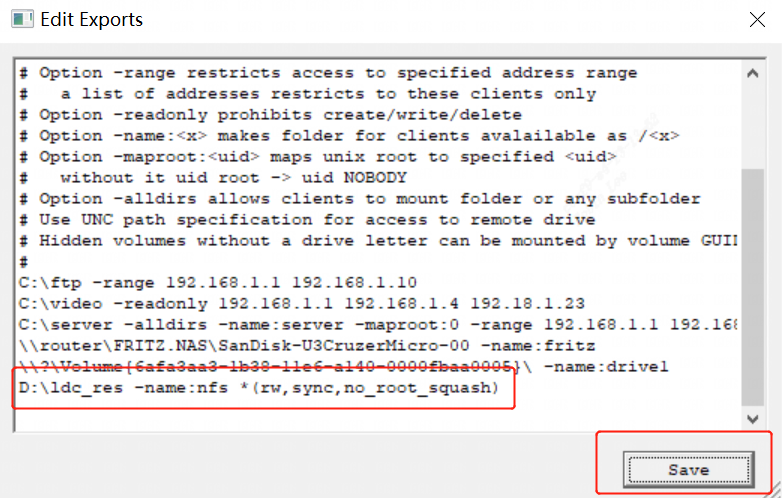 Edit Exports
# Option -range restricts access to specified address range
#   a list of addresses restricts to these clients only
# Option -readonly prohibits create/write/delete
# Option -name:<x> makes folder for clients avalailable as /<x>
# Option -maproot:<uid> maps unix root to specified <uid>
#   without it uid root -> uid NOBODY
# Option -alldirs allows clients to mount folder or any subfolder
# Use UNC path specification for access to remote drive
# Hidden volumes without a drive letter can be mounted by volume GUI
#
C:\ftp -range 192.168.1.1 192.168.1.10
C:\video -readonly 192.168.1.1 192.168.1.4 192.18.1.23
C:\server -alldirs -name:server -maproot:0 -range 192.168.1.1 192.168
\\router\FRITZ.NAS\SanDisk-U3CruzerMicro-00 -name:fritz
\\?\Volume{6afa3aa3-1b38-11e6-a140-0000fbaa0005}\ -name:drivel
D:\ldc_res -name:nfs *(rw,sync,no_root_squash)
Save